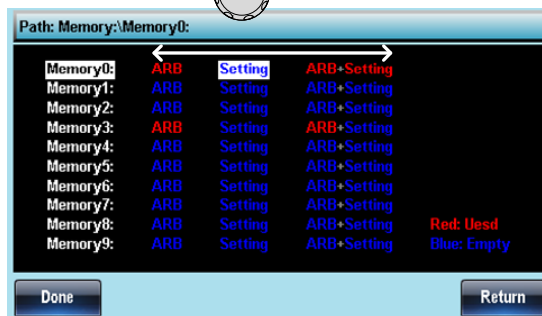 Path: Memory:\Memory0:
Memory0: ARB Setting ARB+Setting
Memory1: ARB Setting ARB+Setting
Memory2: ARB Setting ARB+Setting
Memory3: ARB Setting ARB+Setting
Memory4: ARB Setting ARB+Setting
Memory5: ARB Setting ARB+Setting
Memory6: ARB Setting ARB+Setting
Memory7: ARB Setting ARB+Setting
Memory8: ARB Setting ARB+Setting Red: Uesd
Memory9: ARB Setting ARB+Setting Blue: Empty
Done Return